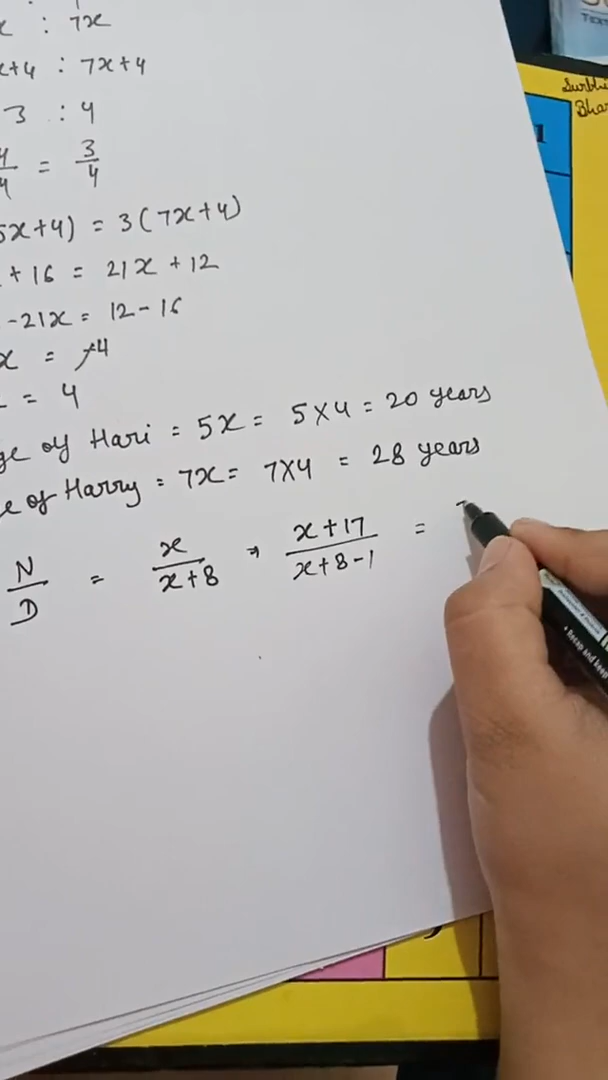 : 7x
x+4 : 7x+4
3 : 4
4/4 = 3/4
5x+4) = 3(7x+4)
+16 = 21x + 12
-21x = 12-16
x = -4
= 4
of Hari = 5x = 5×4 = 20 years
of Harry = 7x = 7×4 = 28 years
N/D = x/x+8 → x+17/x+8-1 =
Surbhi